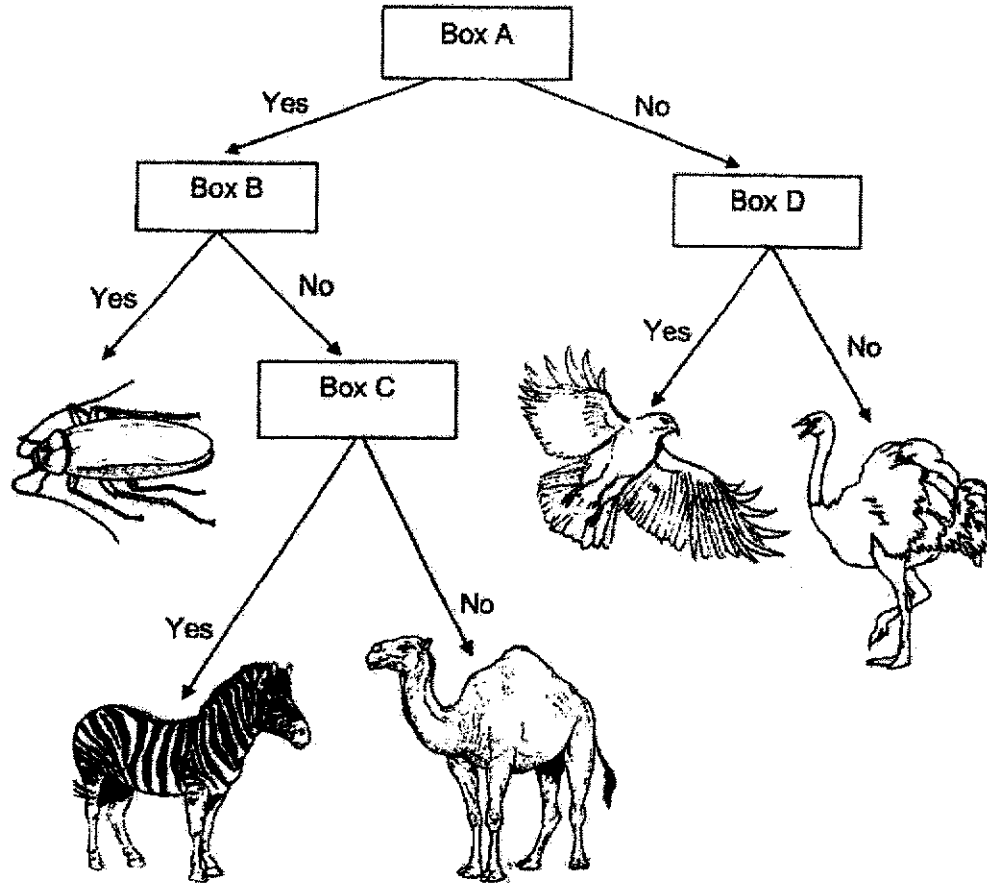 Box A
Yes
No
Box B
Box D
Yes
No
Yes
No
Box C
Yes
No